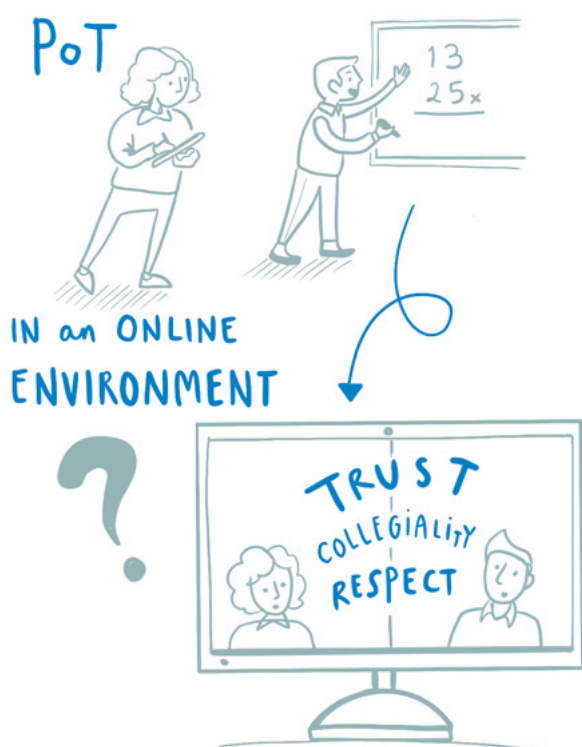 PoT
13
25x
IN an ONLINE
ENVIRONMENT
?
TRUST
COLLEGIALITY
RESPECT